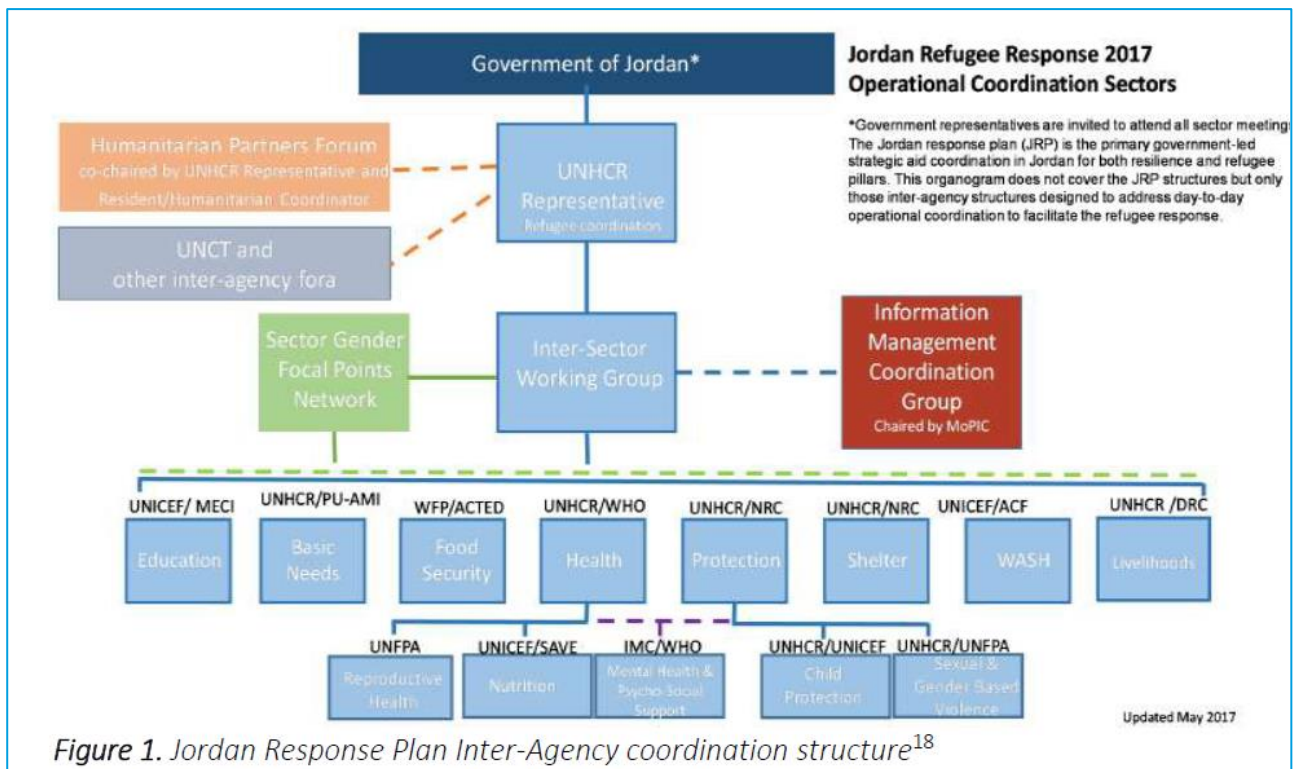 Government of Jordan*
Jordan Refugee Response 2017
Operational Coordination Sectors
*Government representatives are invited to attend all sector meeting
The Jordan response plan (JRP) is the primary government-led
strategic aid coordination in Jordan for both resilience and refugee
pillars. This organogram does not cover the JRP structures but only
those inter-agency structures designed to address day-to-day
operational coordination to facilitate the refugee response.
Humanitarian Partners Forum
co-chaired by UNHCR Representative and
Resident/Humanitarian Coordinator
UNHCR
Representative
Refugee coordination
UNCT and
other inter-agency fora
Sector Gender
Focal Points
Network
Inter-Sector
Working Group
Information
Management
Coordination
Group
Chaired by MoPIC
UNICEF/ MECI
UNHCR/PU-AMI
WFP/ACTED
UNHCR/WHO
UNHCR/NRC
UNHCR/NRC
UNICEF/ACF
UNHCR /DRC
Education
Basic
Needs
Food
Security
Health
Protection
Shelter
WASH
Livelihoods
UNFPA
UNICEF/SAVE
IMC/WHO
UNHCR/UNICEF
UNHCR/UNFPA
Reproductive
Health
Nutrition
Mental Health &
Psycho-Social
Support
Child
Protection
Sexual &
Gender Based
Violence
Updated May 2017
Figure 1. Jordan Response Plan Inter-Agency coordination structure18